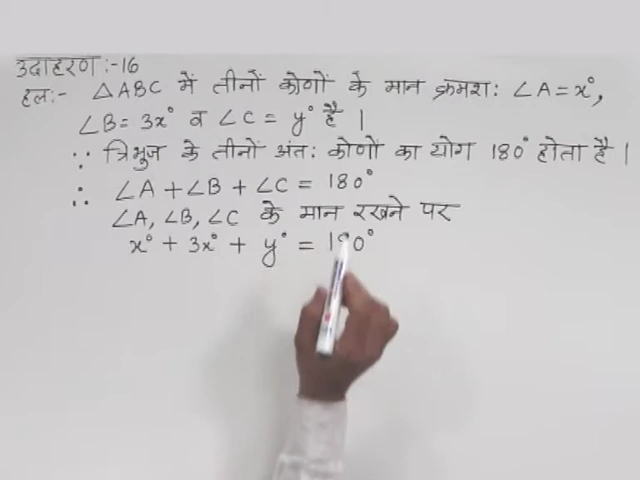 उदाहरण :-16
हल:- △ABC में तीनों कोणों के मान क्रमश: ∠A = x°,
∠B = 3x° व ∠C = y° है |
∵ त्रिभुज के तीनों अंत: कोणों का योग 180° होता है |
∴ ∠A + ∠B + ∠C = 180°
∠A, ∠B, ∠C के मान रखने पर
x° + 3x° + y° = 180°